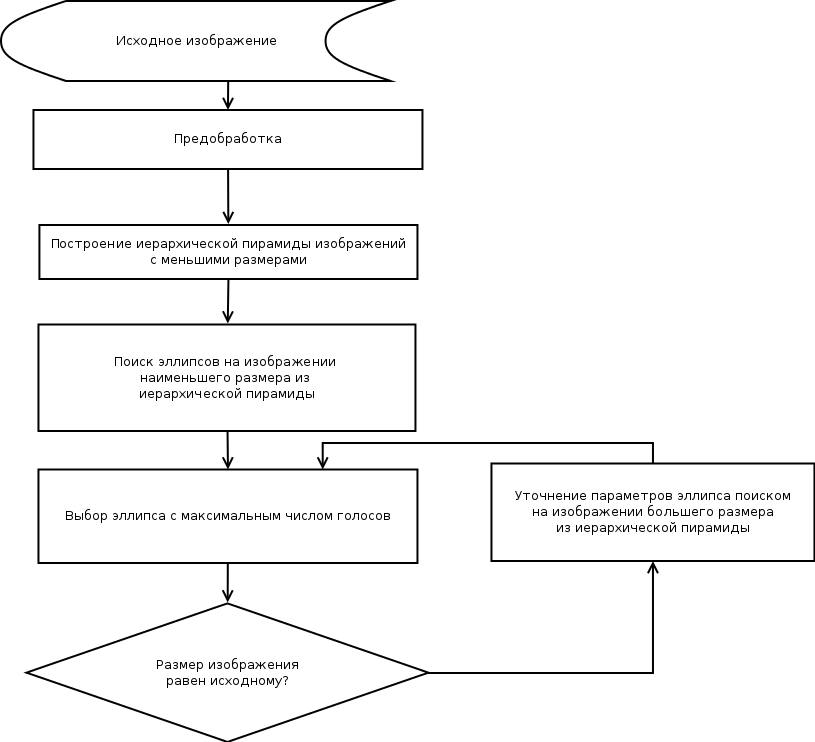 Исходное изображение
Предобработка
Построение иерархической пирамиды изображений
с меньшими размерами
Поиск эллипсов на изображении
наименьшего размера из
иерархической пирамиды
Выбор эллипса с максимальным числом голосов
Уточнение параметров эллипса поиском
на изображении большего размера
из иерархической пирамиды
Размер изображения
равен исходному?